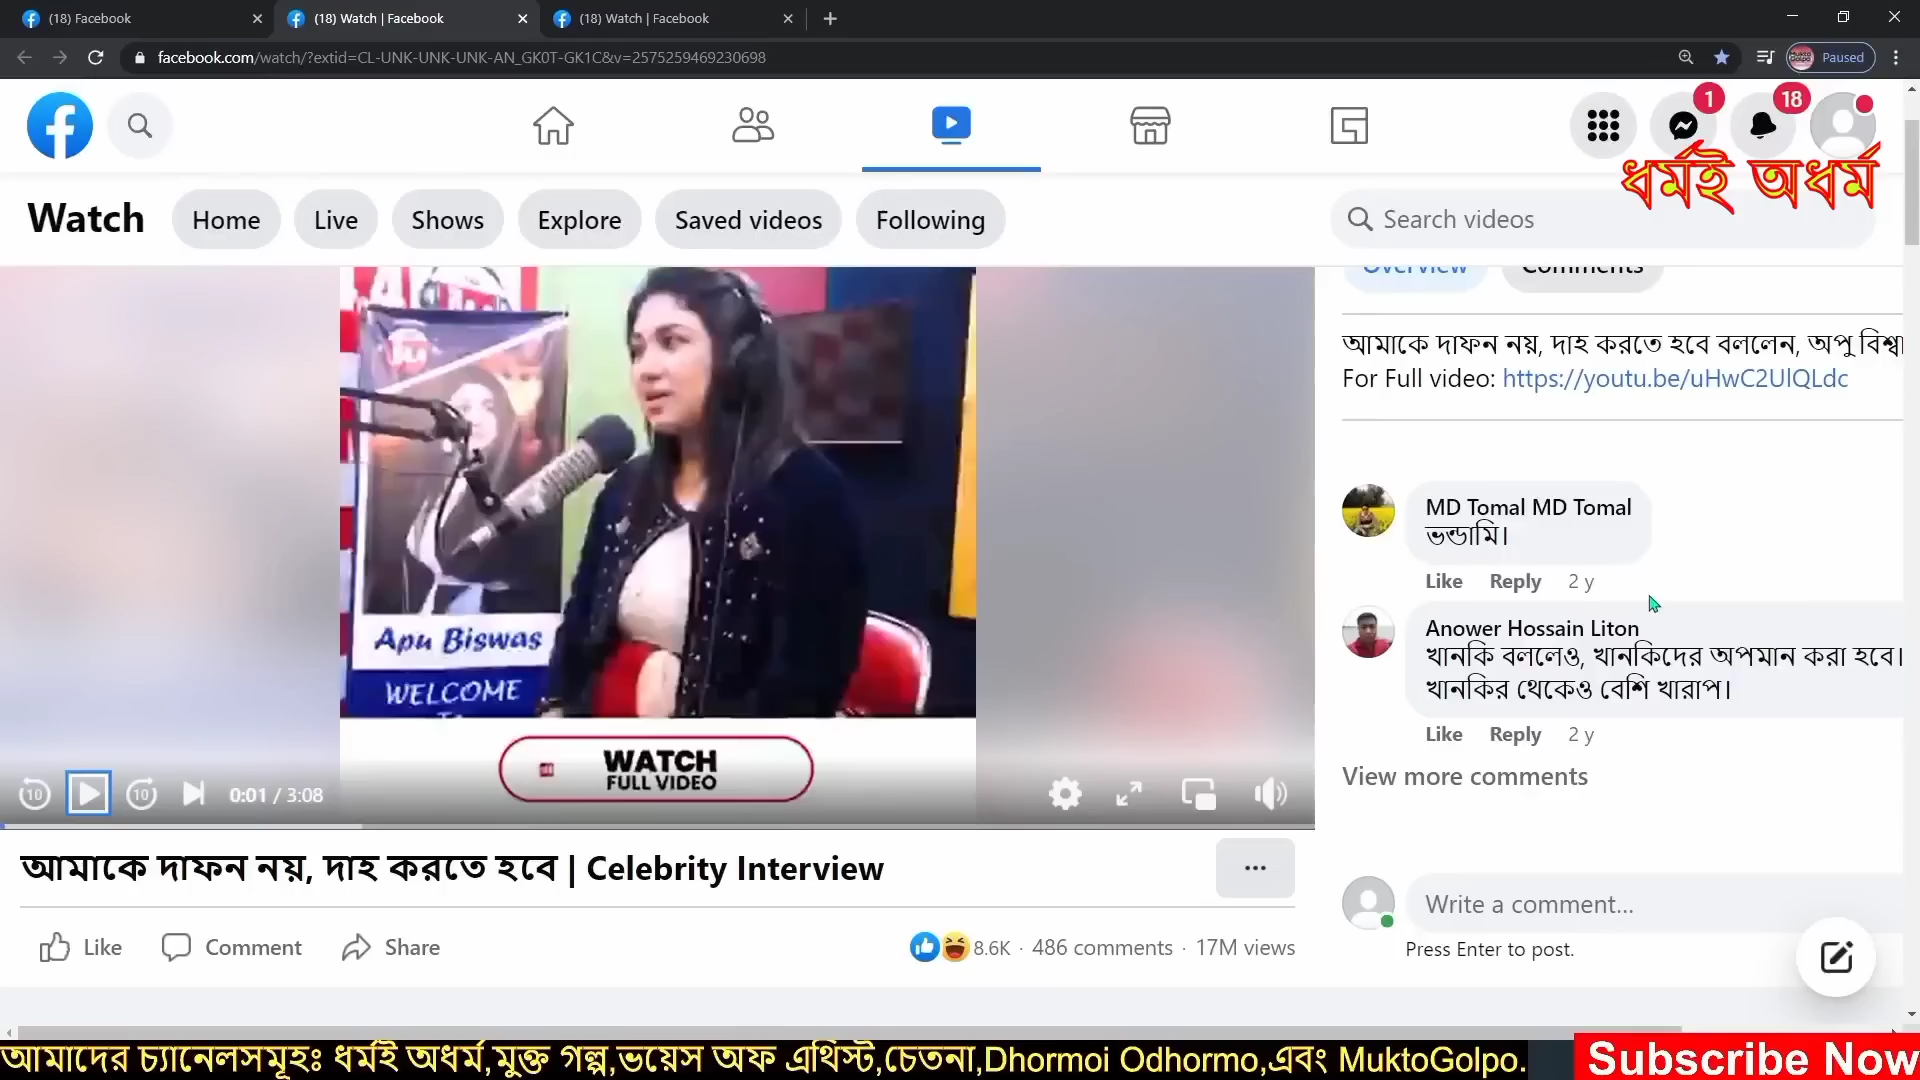 (18) Facebook
(18) Watch | Facebook
(18) Watch | Facebook
facebook.com/watch/?extid=CL-UNK-UNK-UNK-AN_GK0T-GK1C&v=2575259469230698
Paused
1
18
ধর্মই অধর্ম
Watch
Home
Live
Shows
Explore
Saved videos
Following
Search videos
Overview
Comments
আমাকে দাফন নয়, দাহ করতে হবে বললেন, অপু
For Full video: https://youtu.be/uHwC2UlQLdc
MD Tomal MD Tomal
ভন্ডামি।
Like Reply 2 y
Anower Hossain Liton
খানকি বললেও, খানকিদের অপমান করা হবে।
খানকির থেকেও বেশি খারাপ।
Like Reply 2 y
View more comments
Apu Biswas
WELCOME
WATCH
FULL VIDEO
10
10
0:01 / 3:08
আমাকে দাফন নয়, দাহ করতে হবে | Celebrity Interview
Like
Comment
Share
8.6K · 486 comments · 17M views
Write a comment...
Press Enter to post.
আমাদের চ্যানেলসমূহঃ ধর্মই অধর্ম,মুক্ত গল্প,ভয়েস অফ এথিস্ট,চেতনা,Dhormoi Odhormo,এবং MuktoGolpo.
Subscribe Now